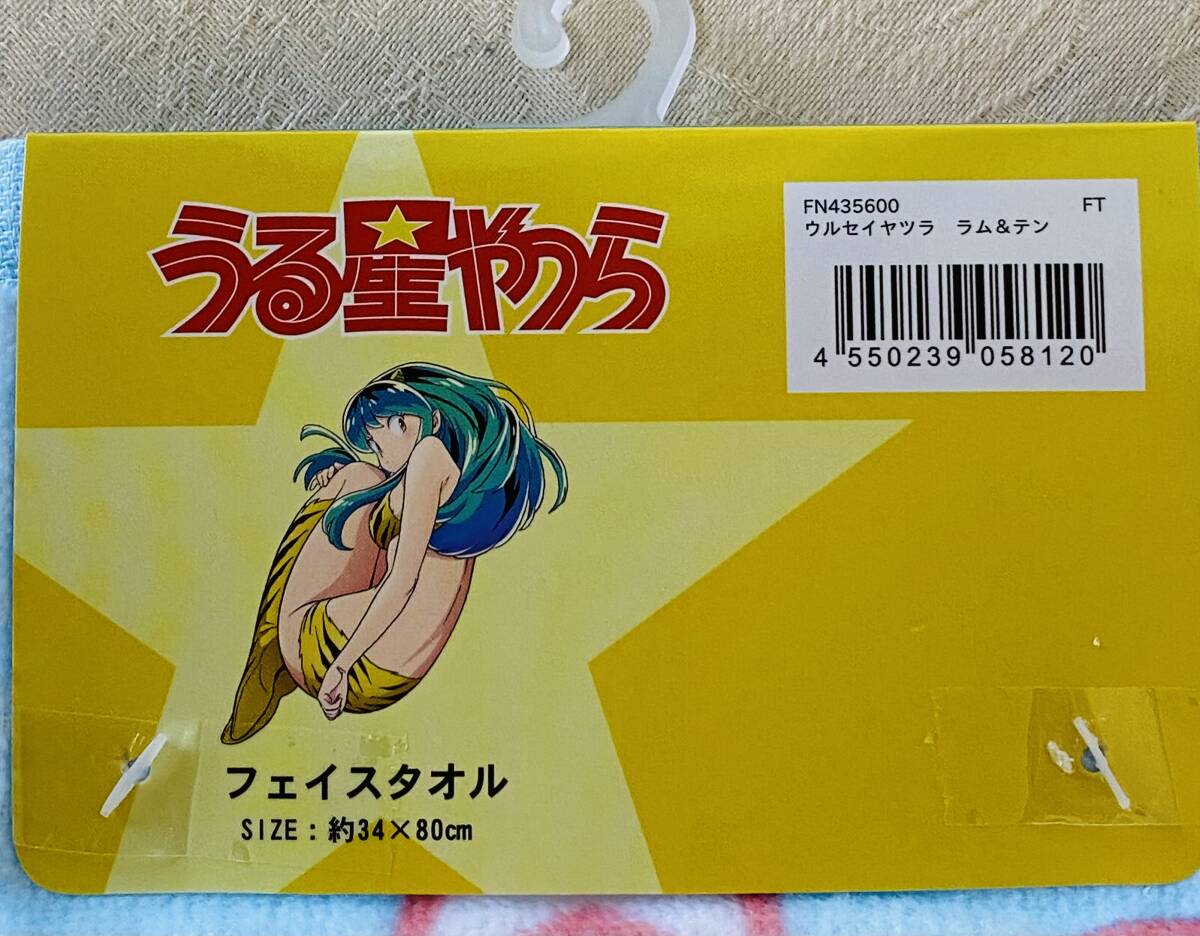 うる星やつら
FN435600 FT
ウルセイヤツラ ラム&テン
4 550239 058120
フェイスタオル
SIZE：約34×80cm